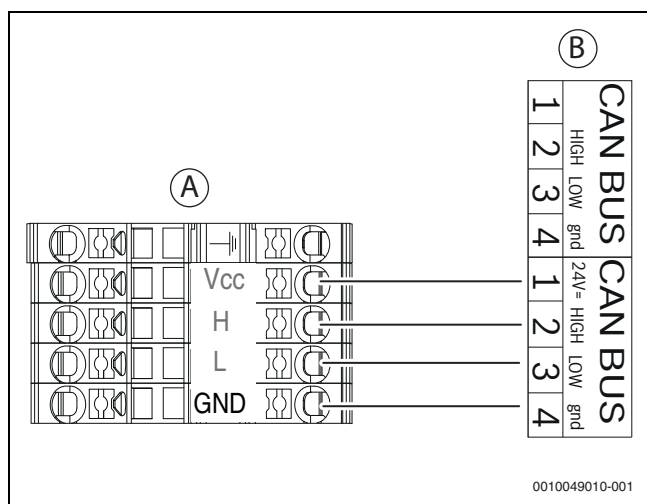 A
B
Vcc
H
L
GND
1 2 3 4
HIGH LOW gnd
CAN BUS
1 2 3 4
24V= HIGH LOW gnd
CAN BUS
0010049010-001